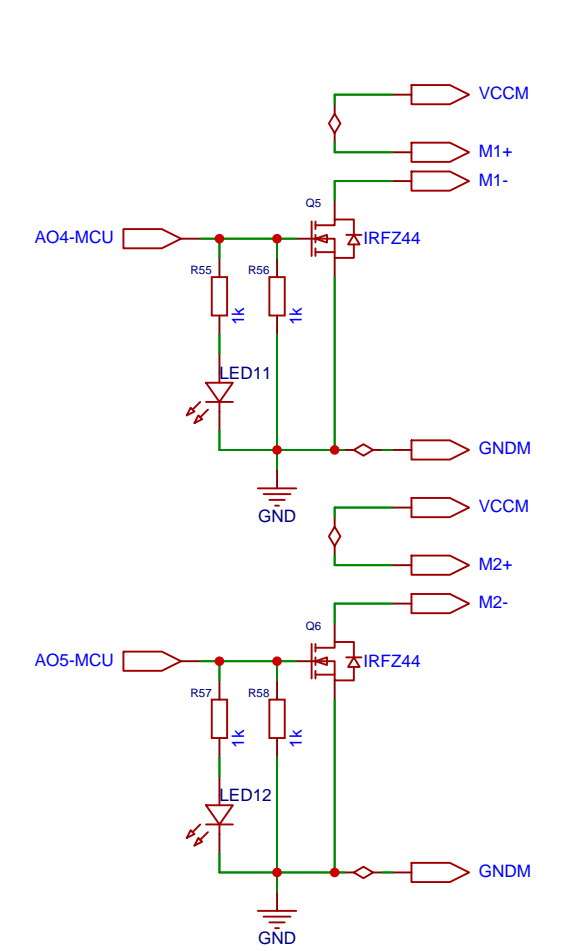 VCCM
M1+
M1-
Q5
AO4-MCU
IRFZ44
R55
R56
1k
1k
LED11
GNDM
GND
VCCM
M2+
M2-
Q6
AO5-MCU
IRFZ44
R57
R58
1k
1k
LED12
GNDM
GND